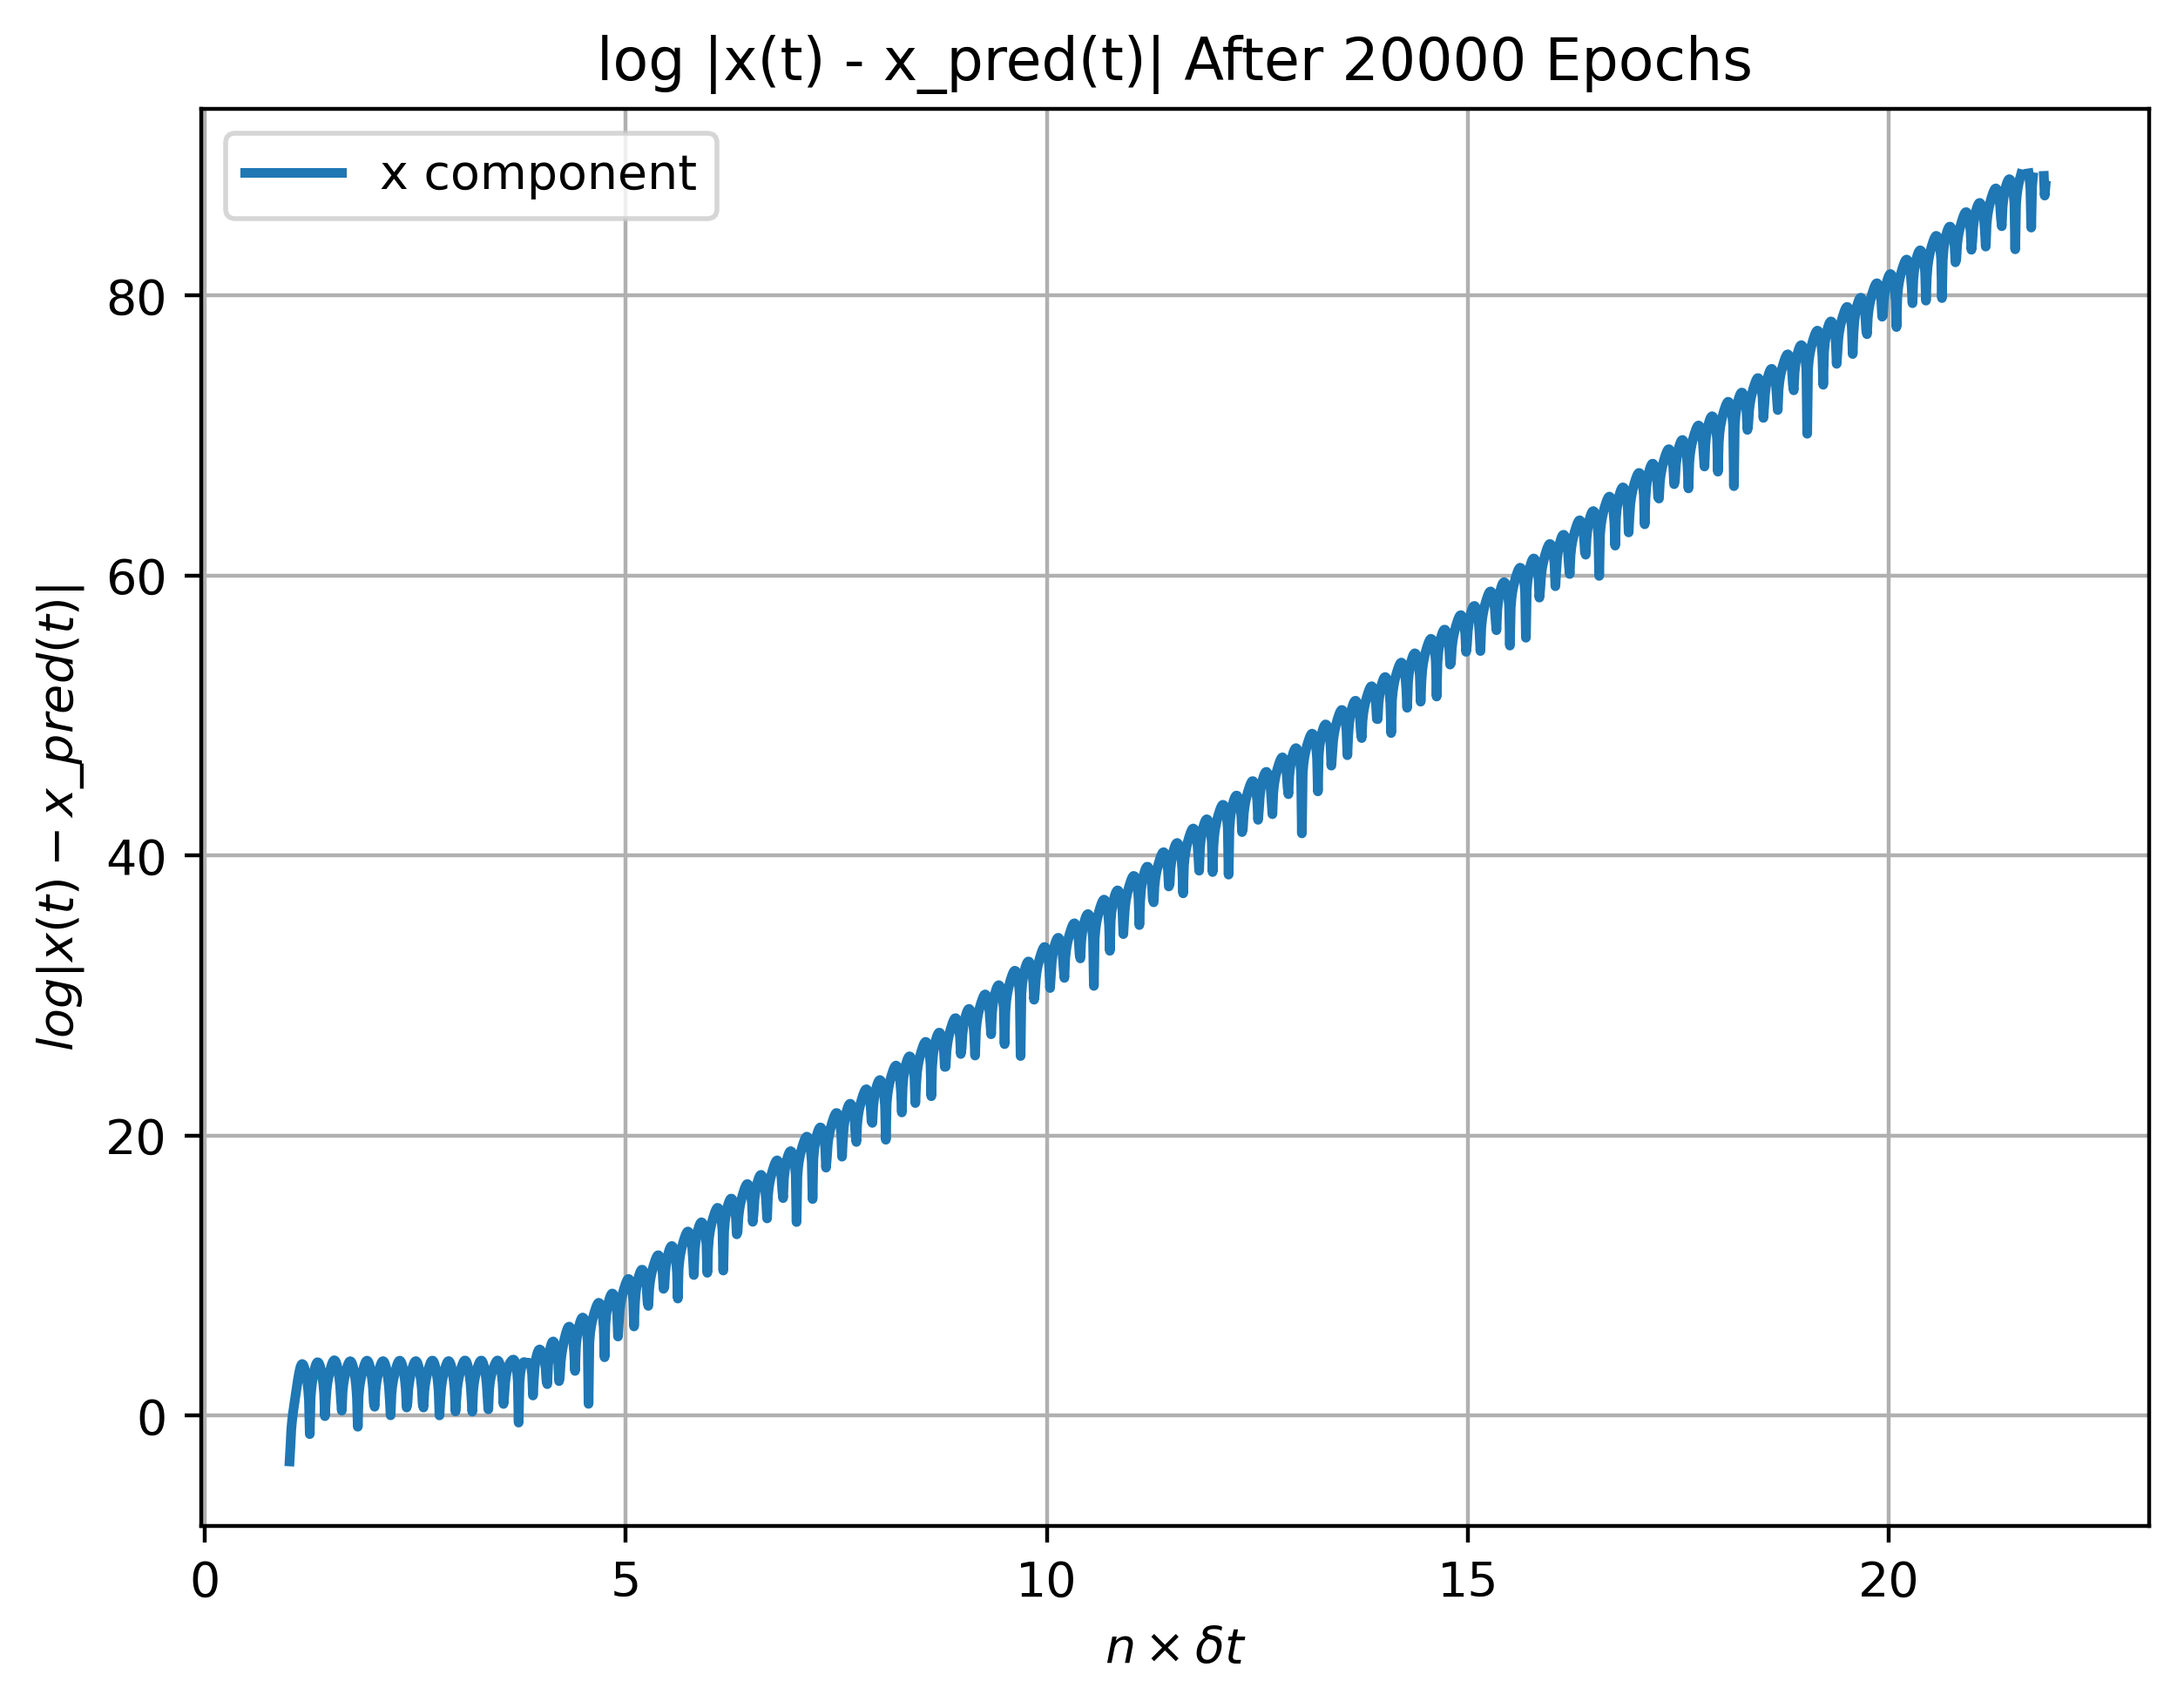 log |x(t) - x_pred(t)| After 20000 Epochs
x component
log|x(t) − x_pred(t)|
80
60
40
20
0
0 5 10 15 20
n × δt